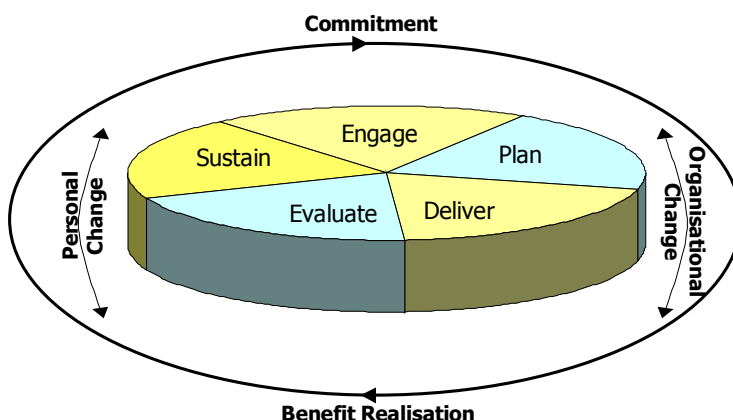 Commitment
Engage
Sustain
Plan
Evaluate
Deliver
Personal
Change
Organisational
Change
Benefit Realisation